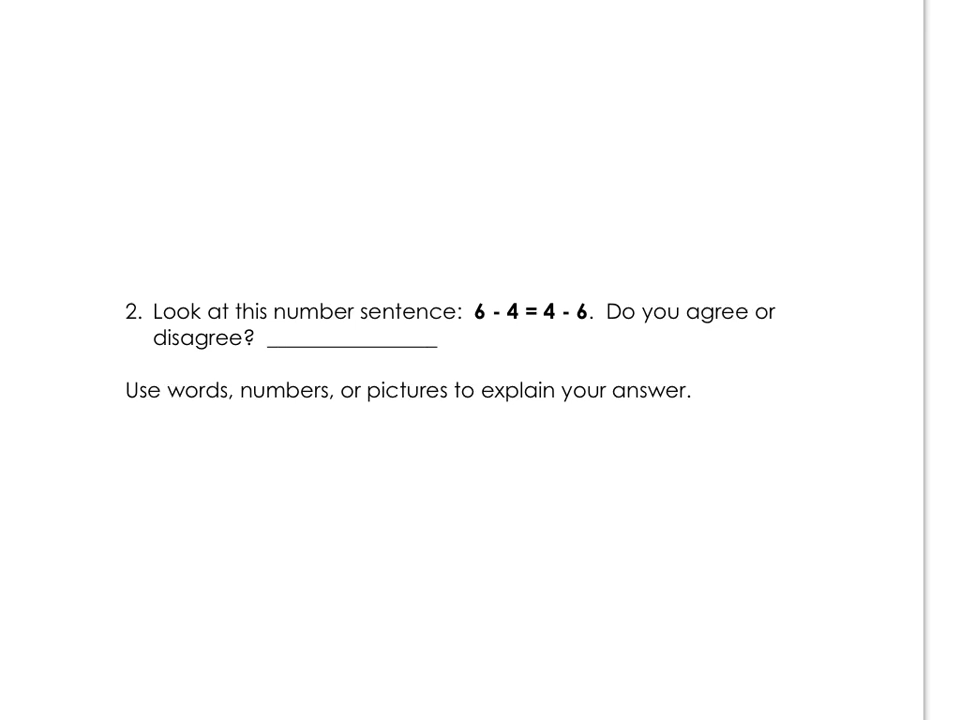 2. Look at this number sentence: 6 - 4 = 4 - 6. Do you agree or
disagree? _______________
Use words, numbers, or pictures to explain your answer.